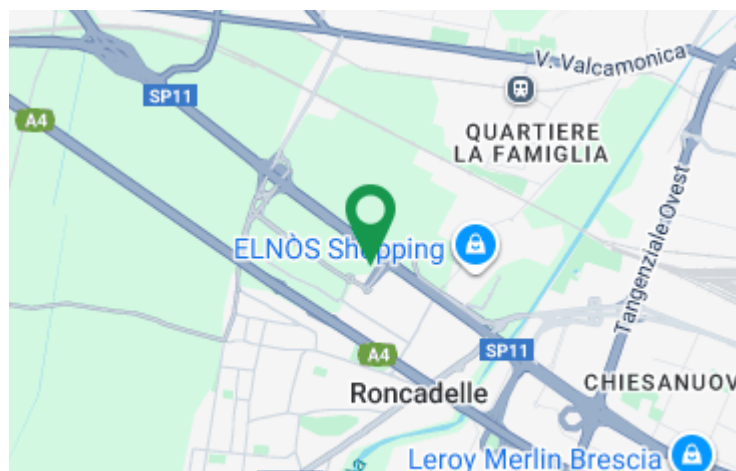 V. Valcamonica
SP11
A4
QUARTIERE
LA FAMIGLIA
Tangenziale Ovest
ELNÒS Shopping
SP11
A4
CHIESANUOV
Roncadelle
Leroy Merlin Brescia